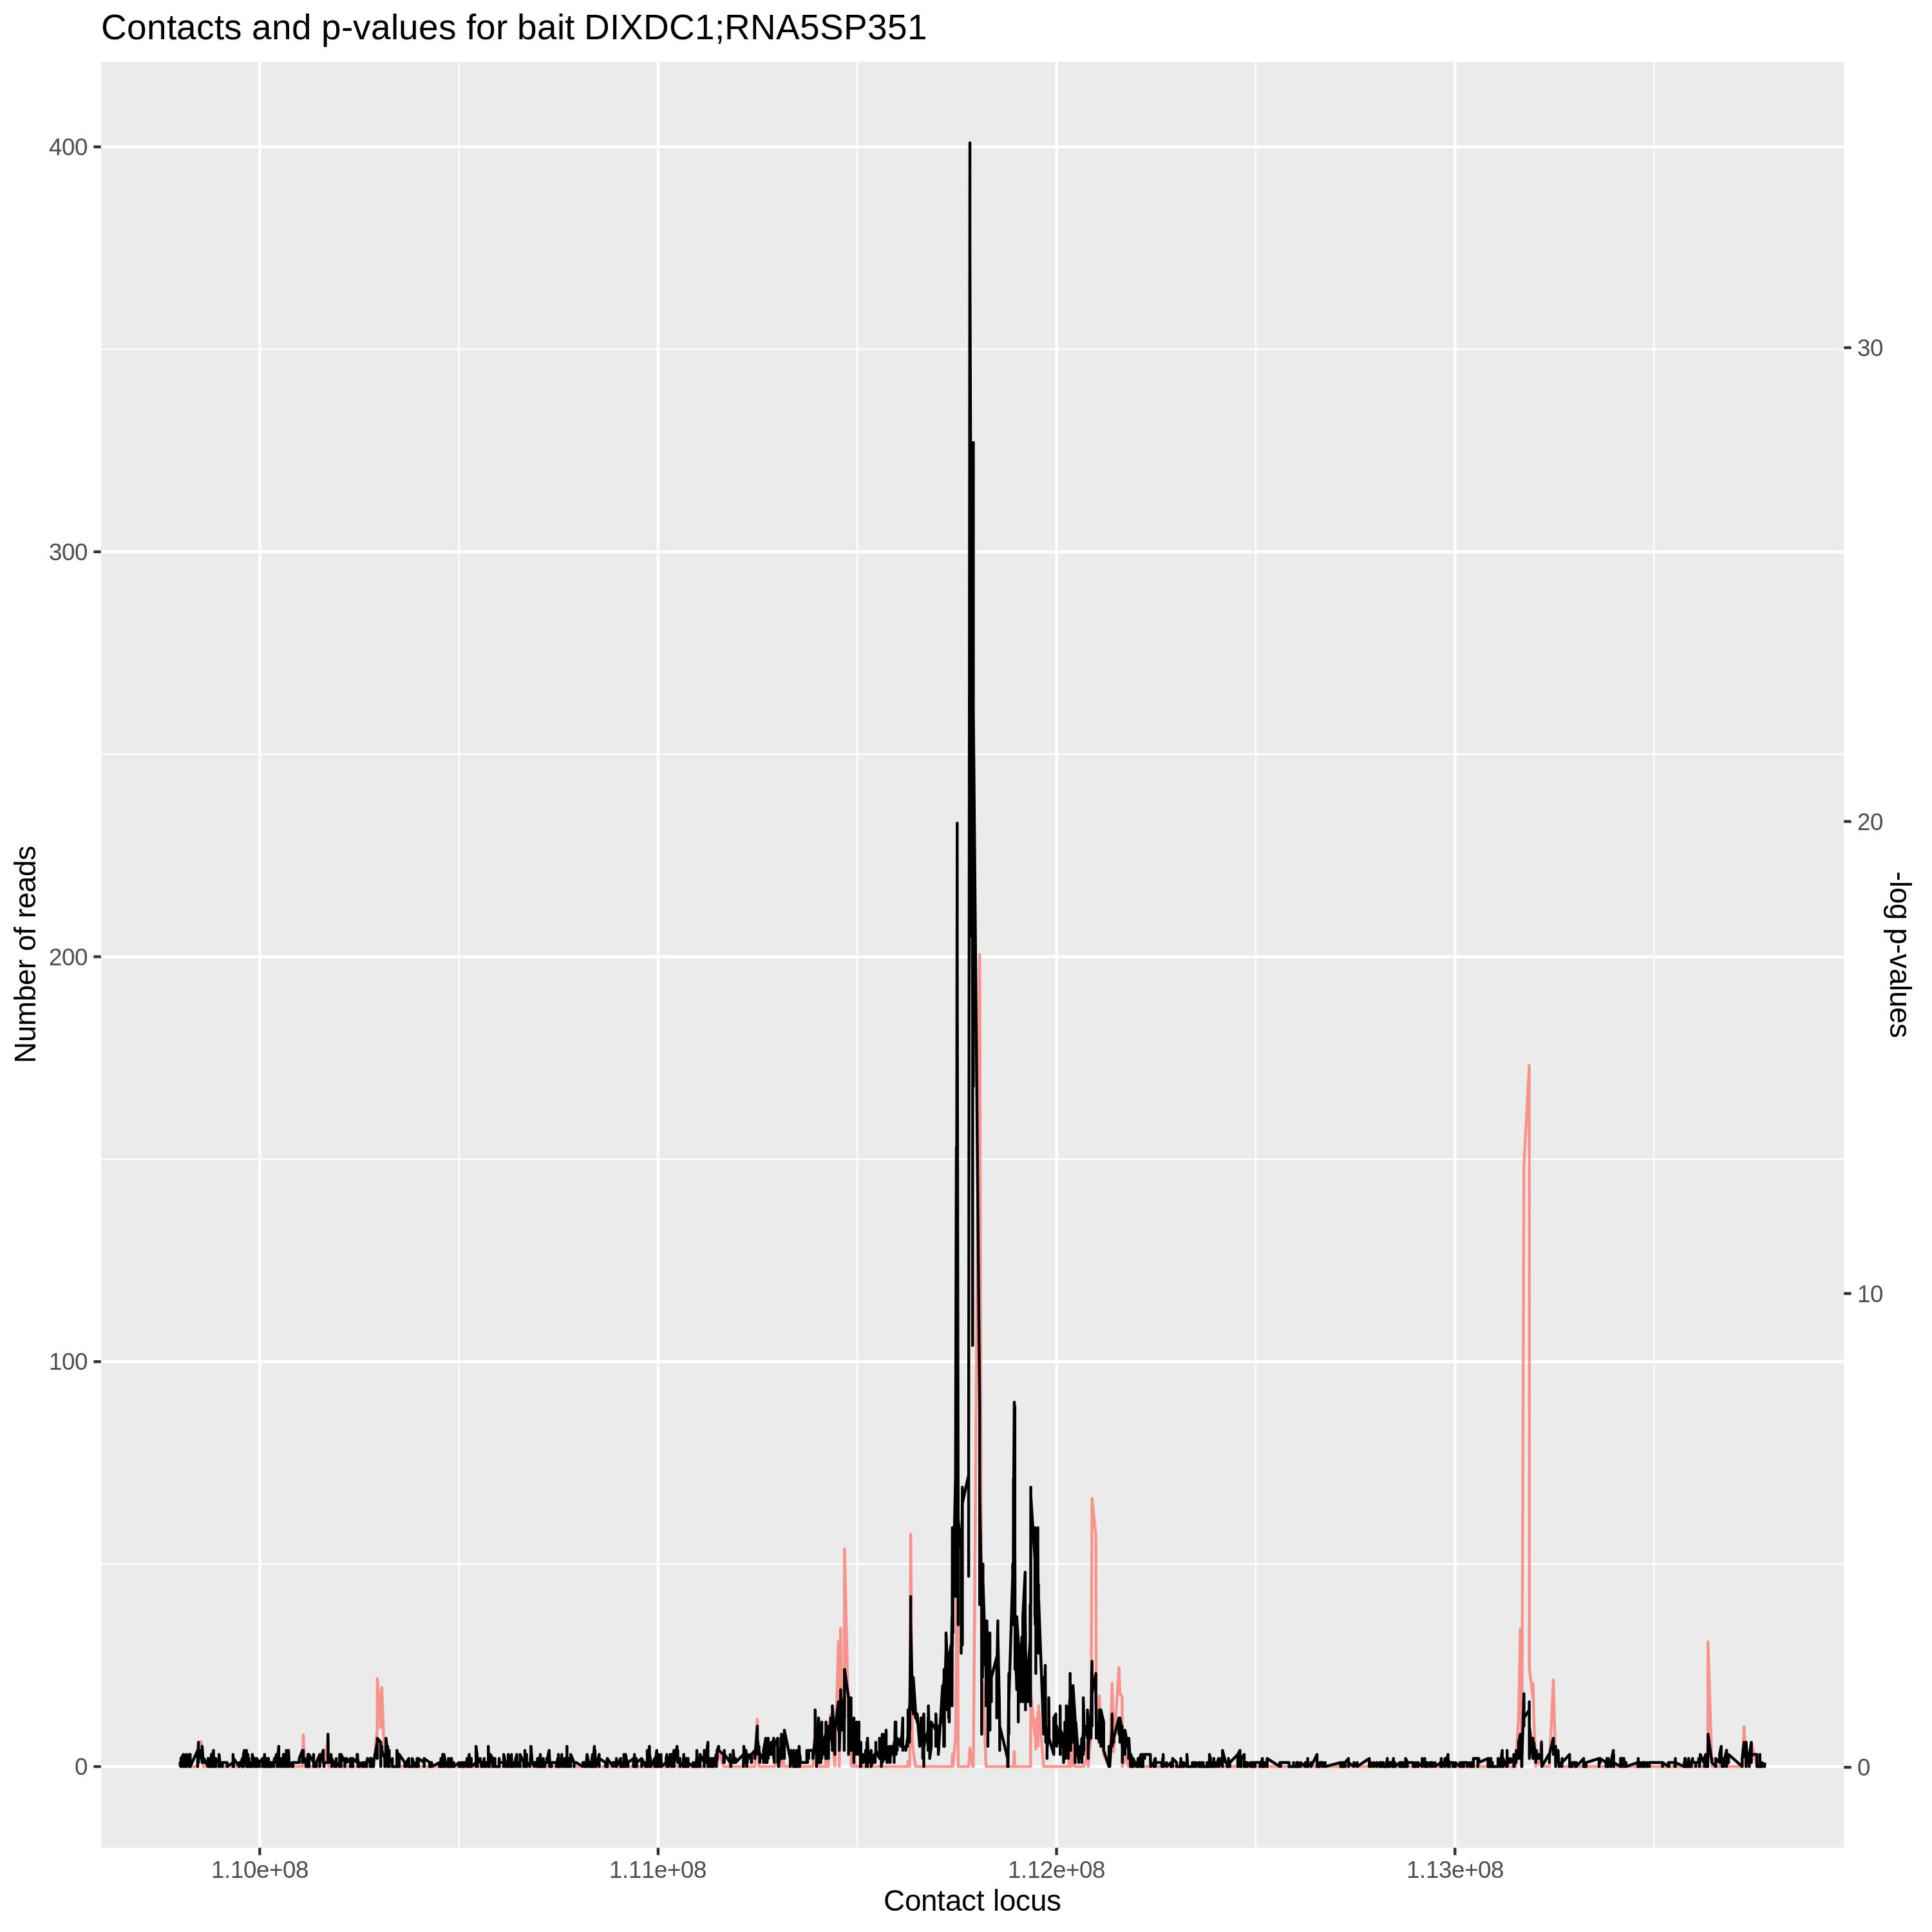 Contacts and p-values for bait DIXDC1;RNA5SP351
400
300
200
100
0
Number of reads
30
20
10
0
-log p-values
1.10e+08
1.11e+08
1.12e+08
1.13e+08
Contact locus